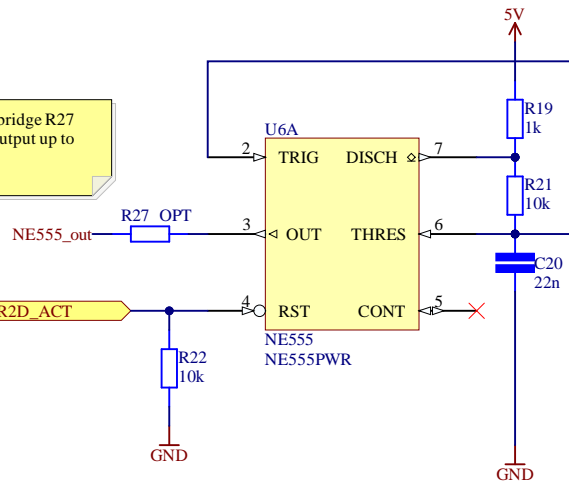 5V
bridge R27
utput up to
R19
1k
U6A
2
TRIG
DISCH
7
R21
10k
R27 OPT
NE555_out
3
OUT
THRES
6
C20
22n
R2D_ACT
4
RST
CONT
5
NE555
NE555PWR
R22
10k
GND
GND